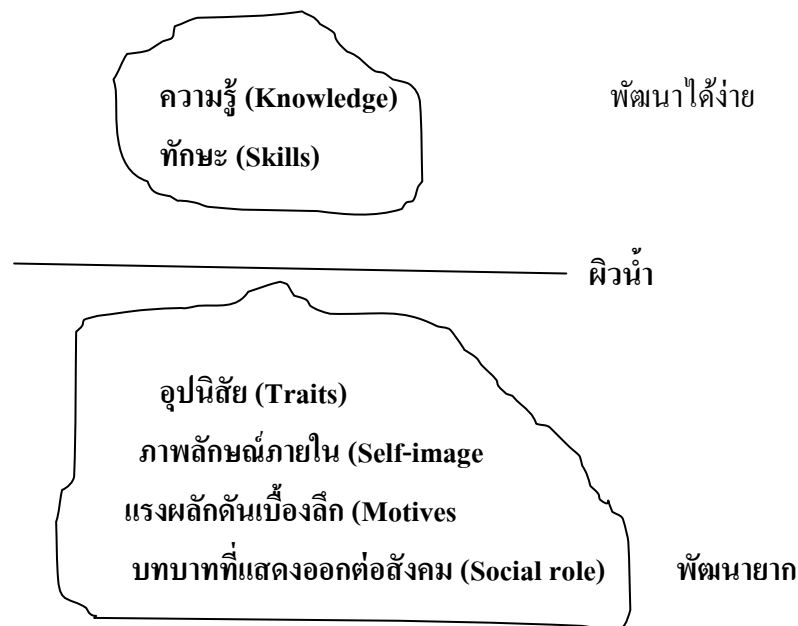 ความรู้ (Knowledge)
พัฒนาได้ง่าย
ทักษะ (Skills)
ผิวน้ำ
อุปนิสัย (Traits)
ภาพลักษณ์ภายใน (Self-image
แรงผลักดันเบื้องลึก (Motives
บทบาทที่แสดงออกต่อสังคม (Social role)
พัฒนายาก